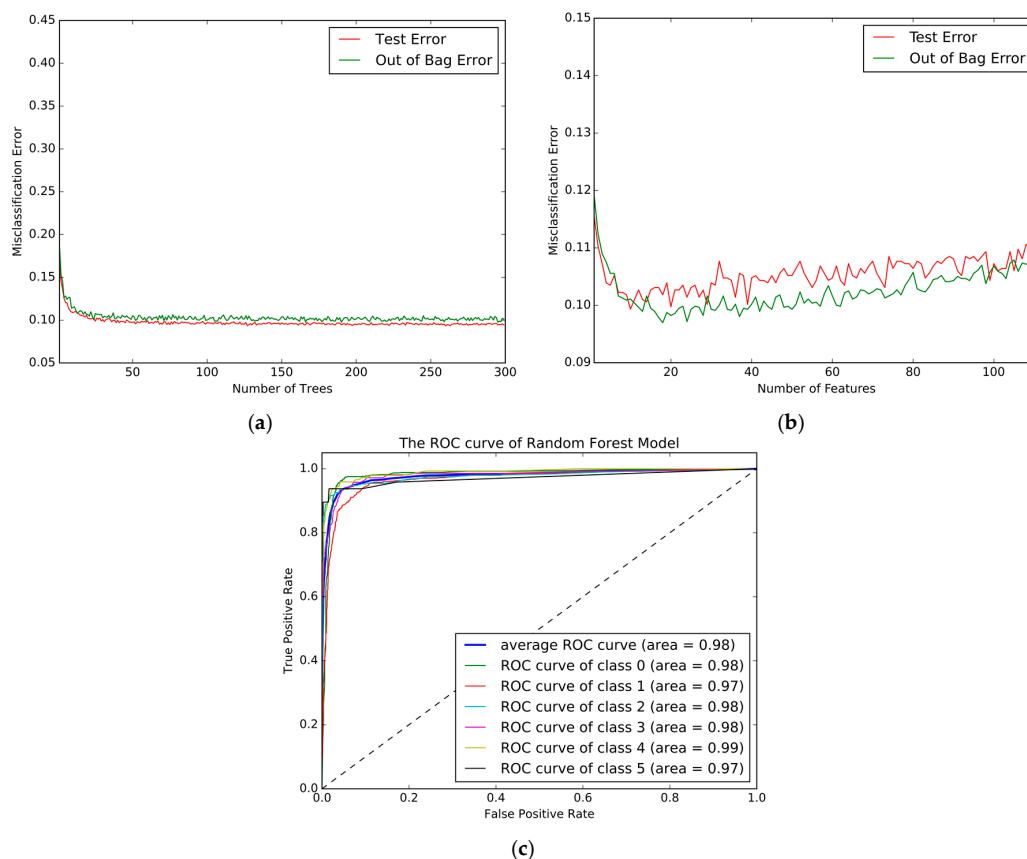 0.45
0.40
0.35
0.30
0.25
0.20
0.15
0.10
0.05
Misclassification Error
Test Error
Out of Bag Error
50
100
150
200
250
300
Number of Trees
(a)
0.15
0.14
0.13
0.12
0.11
0.10
0.09
Misclassification Error
Test Error
Out of Bag Error
20
40
60
80
100
Number of Features
(b)
The ROC curve of Random Forest Model
1.0
0.8
0.6
0.4
0.2
0.0
True Positive Rate
average ROC curve (area = 0.98)
ROC curve of class 0 (area = 0.98)
ROC curve of class 1 (area = 0.97)
ROC curve of class 2 (area = 0.98)
ROC curve of class 3 (area = 0.98)
ROC curve of class 4 (area = 0.99)
ROC curve of class 5 (area = 0.97)
0.0
0.2
0.4
0.6
0.8
1.0
False Positive Rate
(c)